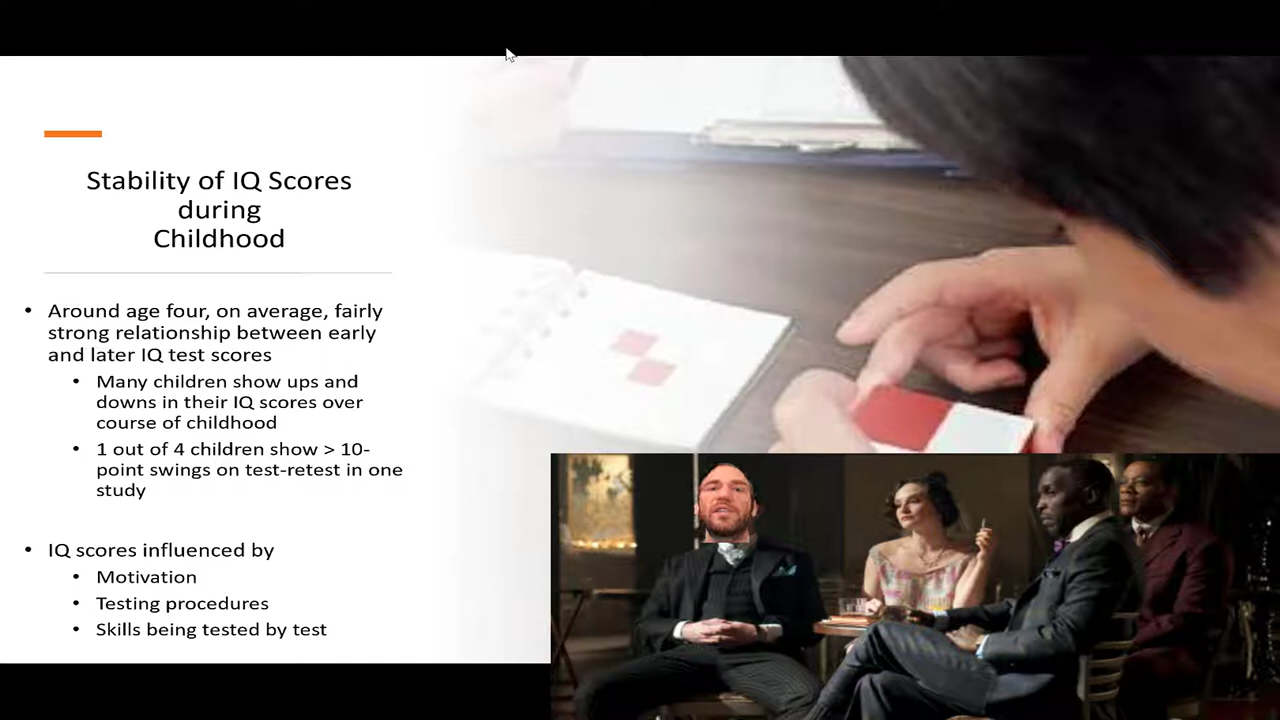 Stability of IQ Scores
during
Childhood
• Around age four, on average, fairly
strong relationship between early
and later IQ test scores
• Many children show ups and
downs in their IQ scores over
course of childhood
• 1 out of 4 children show > 10-
point swings on test-retest in one
study
• IQ scores influenced by
• Motivation
• Testing procedures
• Skills being tested by test